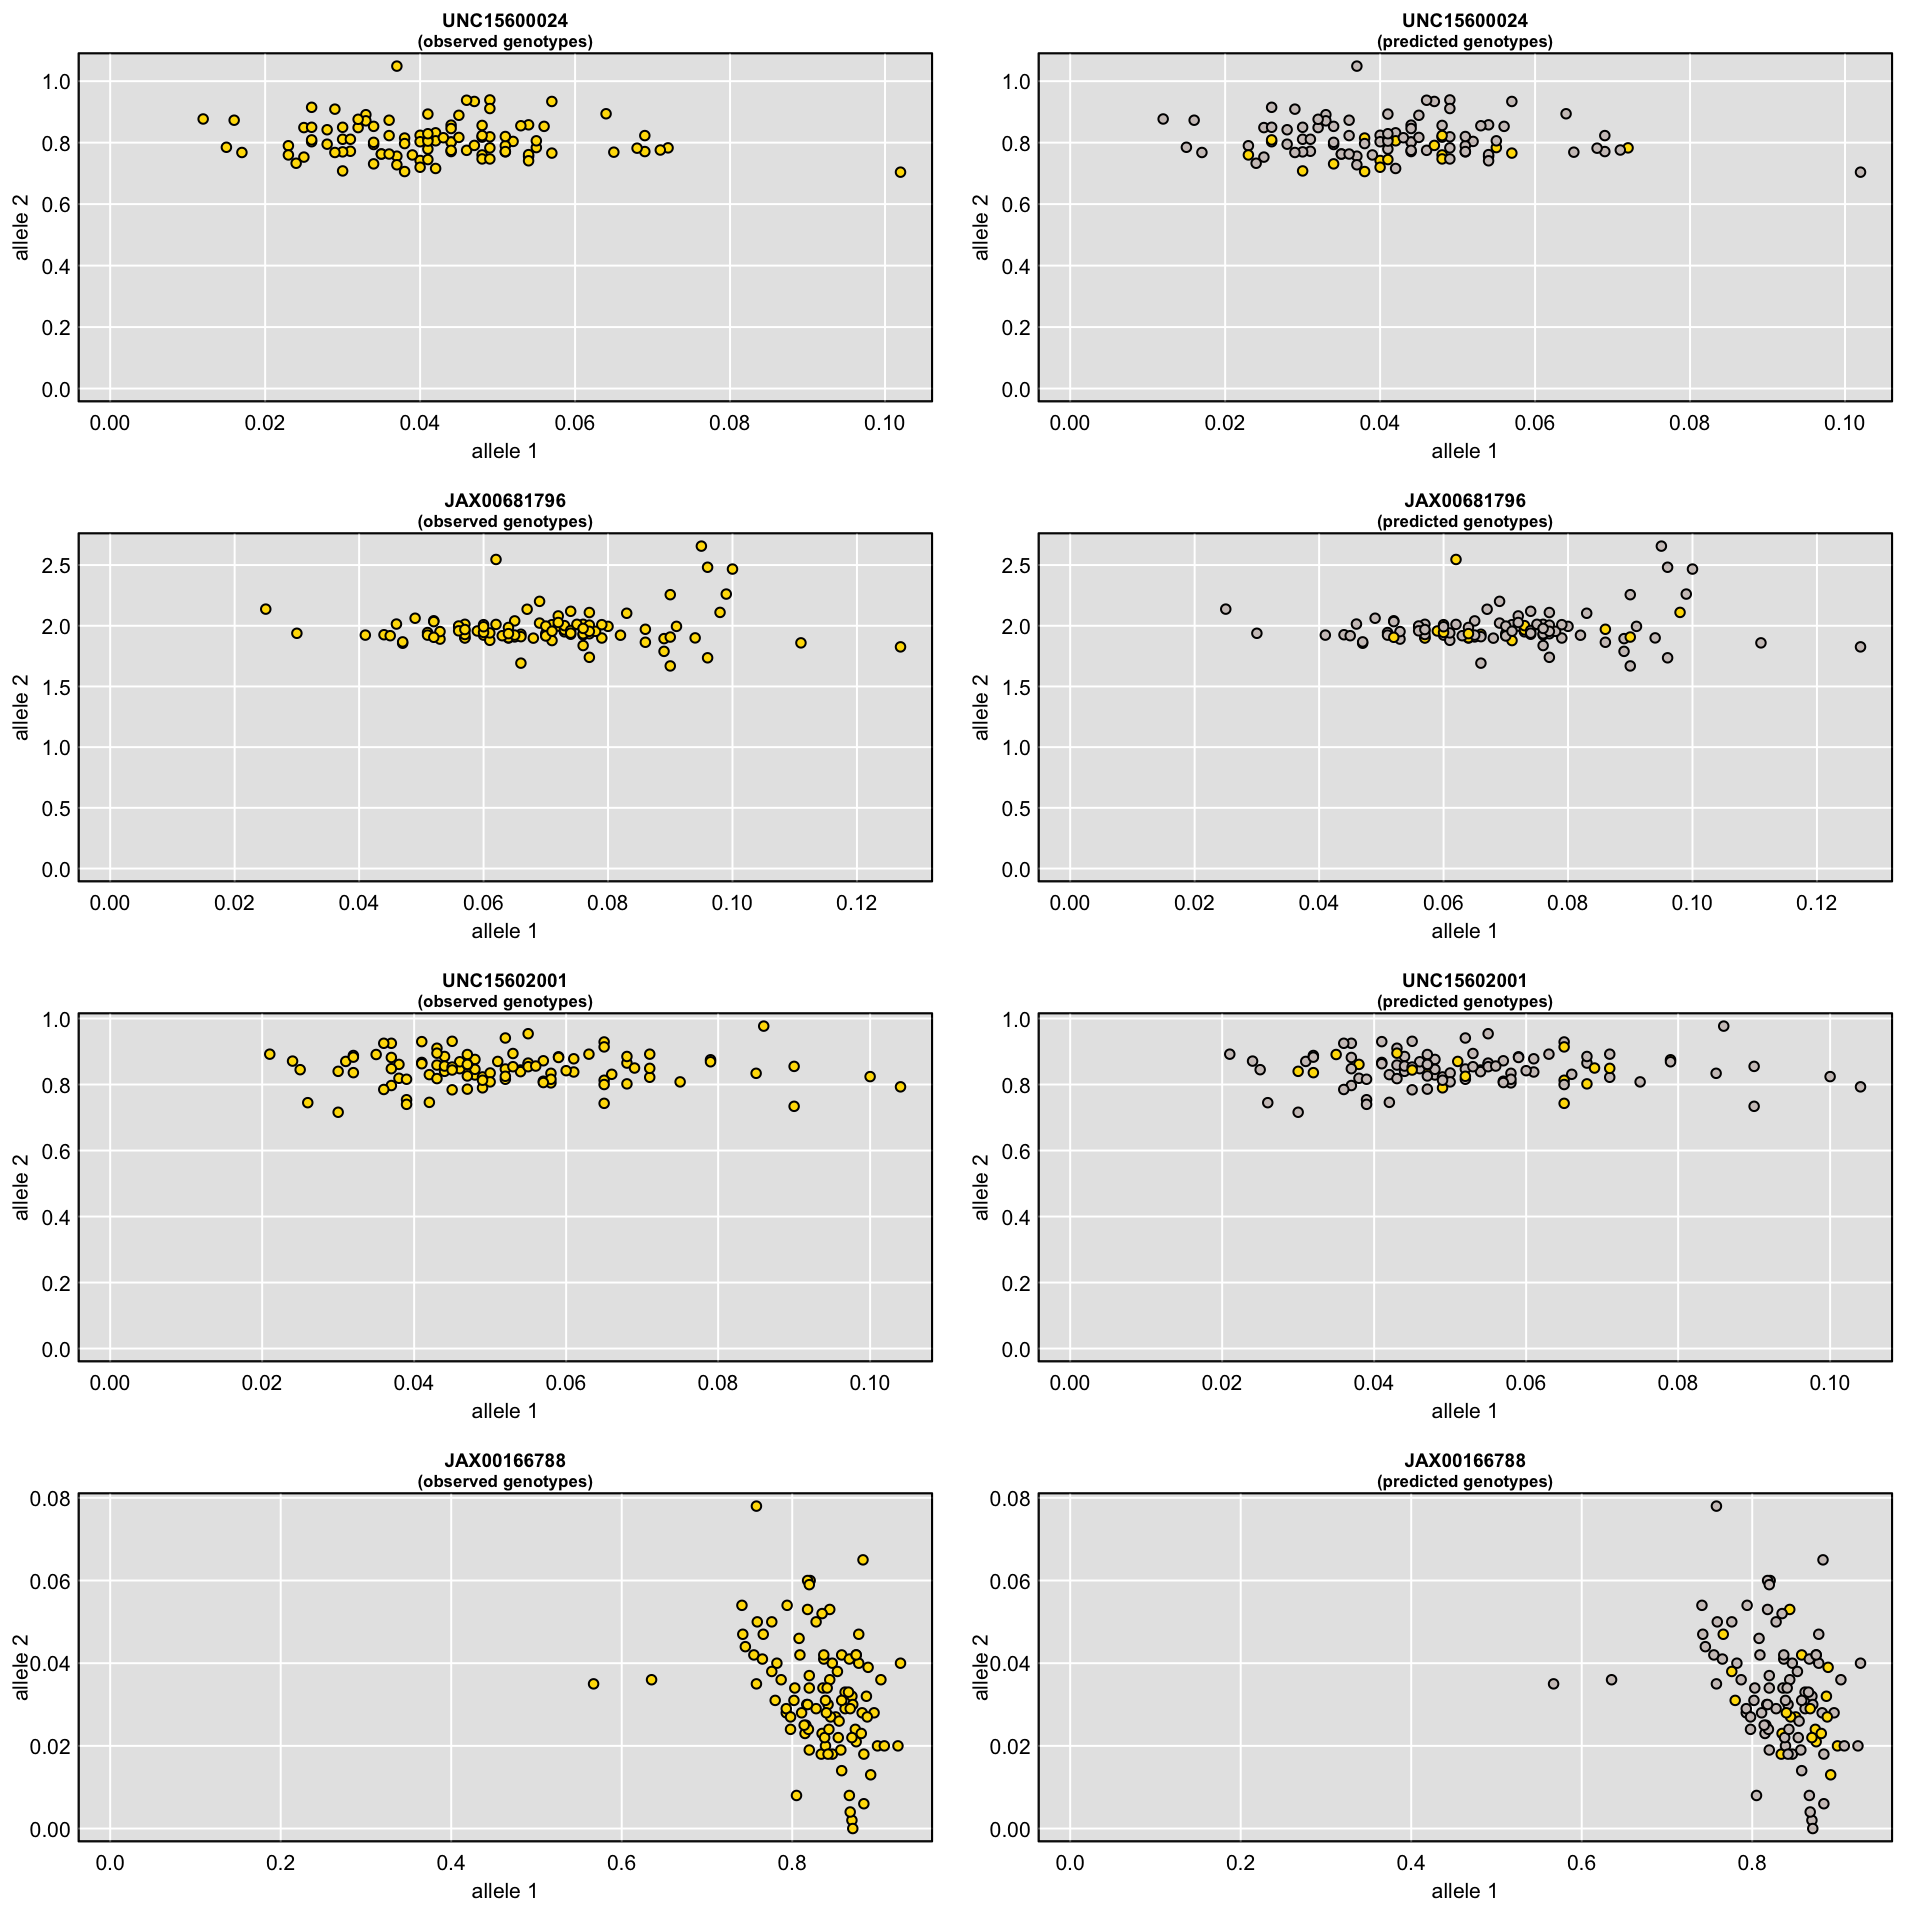 UNC15600024
(observed genotypes)
1.0
0.8
0.6
0.4
0.2
0.0
allele 2
0.00 0.02 0.04 0.06 0.08 0.10
allele 1
UNC15600024
(predicted genotypes)
1.0
0.8
0.6
0.4
0.2
0.0
allele 2
0.00 0.02 0.04 0.06 0.08 0.10
allele 1
JAX00681796
(observed genotypes)
2.5
2.0
1.5
1.0
0.5
0.0
allele 2
0.00 0.02 0.04 0.06 0.08 0.10 0.12
allele 1
JAX00681796
(predicted genotypes)
2.5
2.0
1.5
1.0
0.5
0.0
allele 2
0.00 0.02 0.04 0.06 0.08 0.10 0.12
allele 1
UNC15602001
(observed genotypes)
1.0
0.8
0.6
0.4
0.2
0.0
allele 2
0.00 0.02 0.04 0.06 0.08 0.10
allele 1
UNC15602001
(predicted genotypes)
1.0
0.8
0.6
0.4
0.2
0.0
allele 2
0.00 0.02 0.04 0.06 0.08 0.10
allele 1
JAX00166788
(observed genotypes)
0.08
0.06
0.04
0.02
0.00
allele 2
0.0 0.2 0.4 0.6 0.8
allele 1
JAX00166788
(predicted genotypes)
0.08
0.06
0.04
0.02
0.00
allele 2
0.0 0.2 0.4 0.6 0.8
allele 1